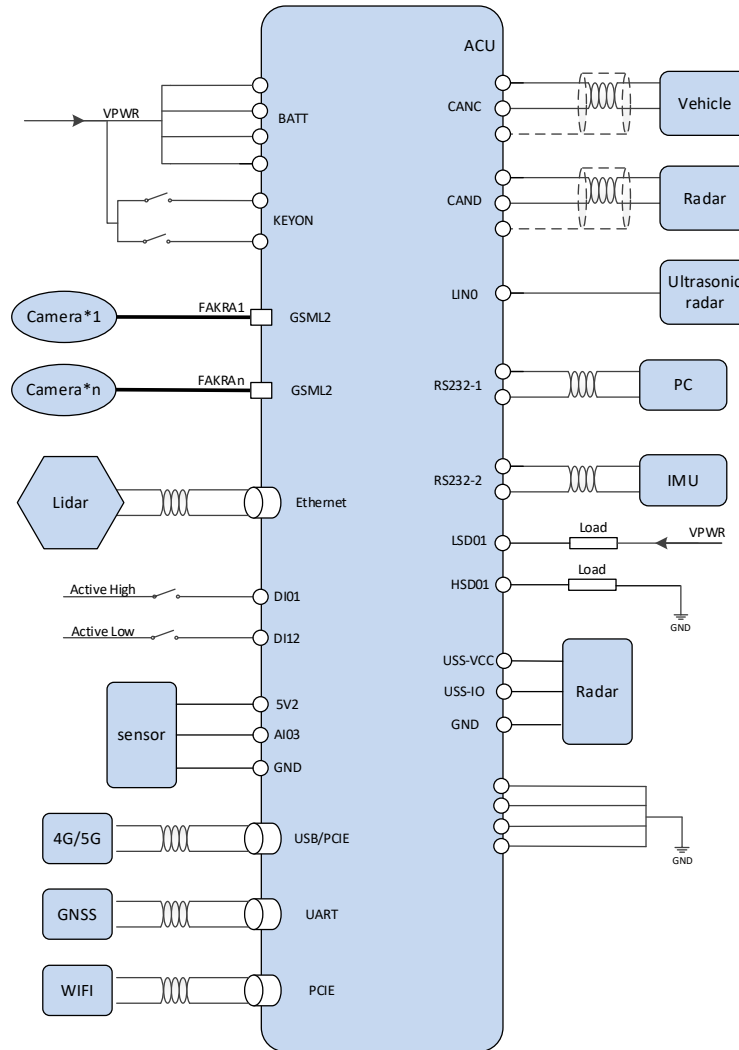 ACU
VPWR
BATT
KEYON
FAKRA1
Camera*1
GSML2
FAKRAn
Camera*n
GSML2
Lidar
Ethernet
Active High
DI01
Active Low
DI12
sensor
5V2
AI03
GND
4G/5G
USB/PCIE
GNSS
UART
WIFI
PCIE
CANC
Vehicle
CAND
Radar
LIN0
Ultrasonic
radar
RS232-1
PC
RS232-2
IMU
LSD01
Load
VPWR
HSD01
Load
GND
USS-VCC
USS-IO
GND
Radar
GND